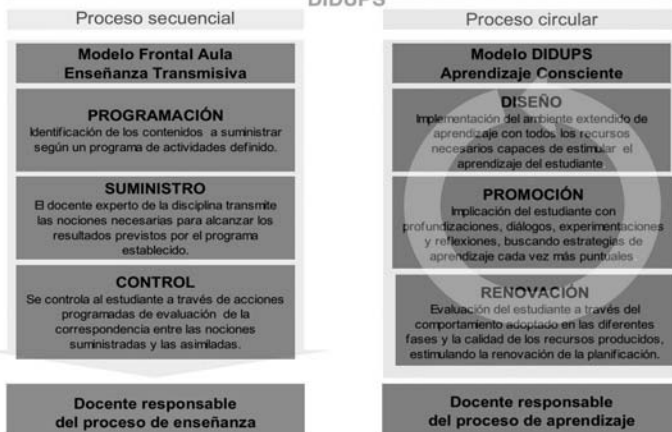 DIDUPS
Proceso secuencial
Modelo Frontal Aula
Enseñanza Transmisiva
PROGRAMACIÓN
Identificación de los contenidos a suministrar
según un programa de actividades definido.
SUMINISTRO
El docente experto de la disciplina transmite
las nociones necesarias para alcanzar los
resultados previstos por el programa
establecido.
CONTROL
Se controla al estudiante a través de acciones
programadas de evaluación de la
correspondencia entre las nociones
suministradas y las asimiladas.
Docente responsable
del proceso de enseñanza
Proceso circular
Modelo DIDUPS
Aprendizaje Consciente
DISEÑO
Implementación del ambiente extendido de
aprendizaje con todos los recursos
necesarios capaces de estimular el
aprendizaje del estudiante
PROMOCIÓN
Implicación del estudiante con
profundizaciones, diálogos, experimentaciones
y reflexiones, buscando estrategias de
aprendizaje cada vez más puntuales
RENOVACIÓN
Evaluación del estudiante a través del
comportamiento adoptado en las diferentes
fases y la calidad de los recursos producidos,
estimulando la renovación de la planificación.
Docente responsable
del proceso de aprendizaje